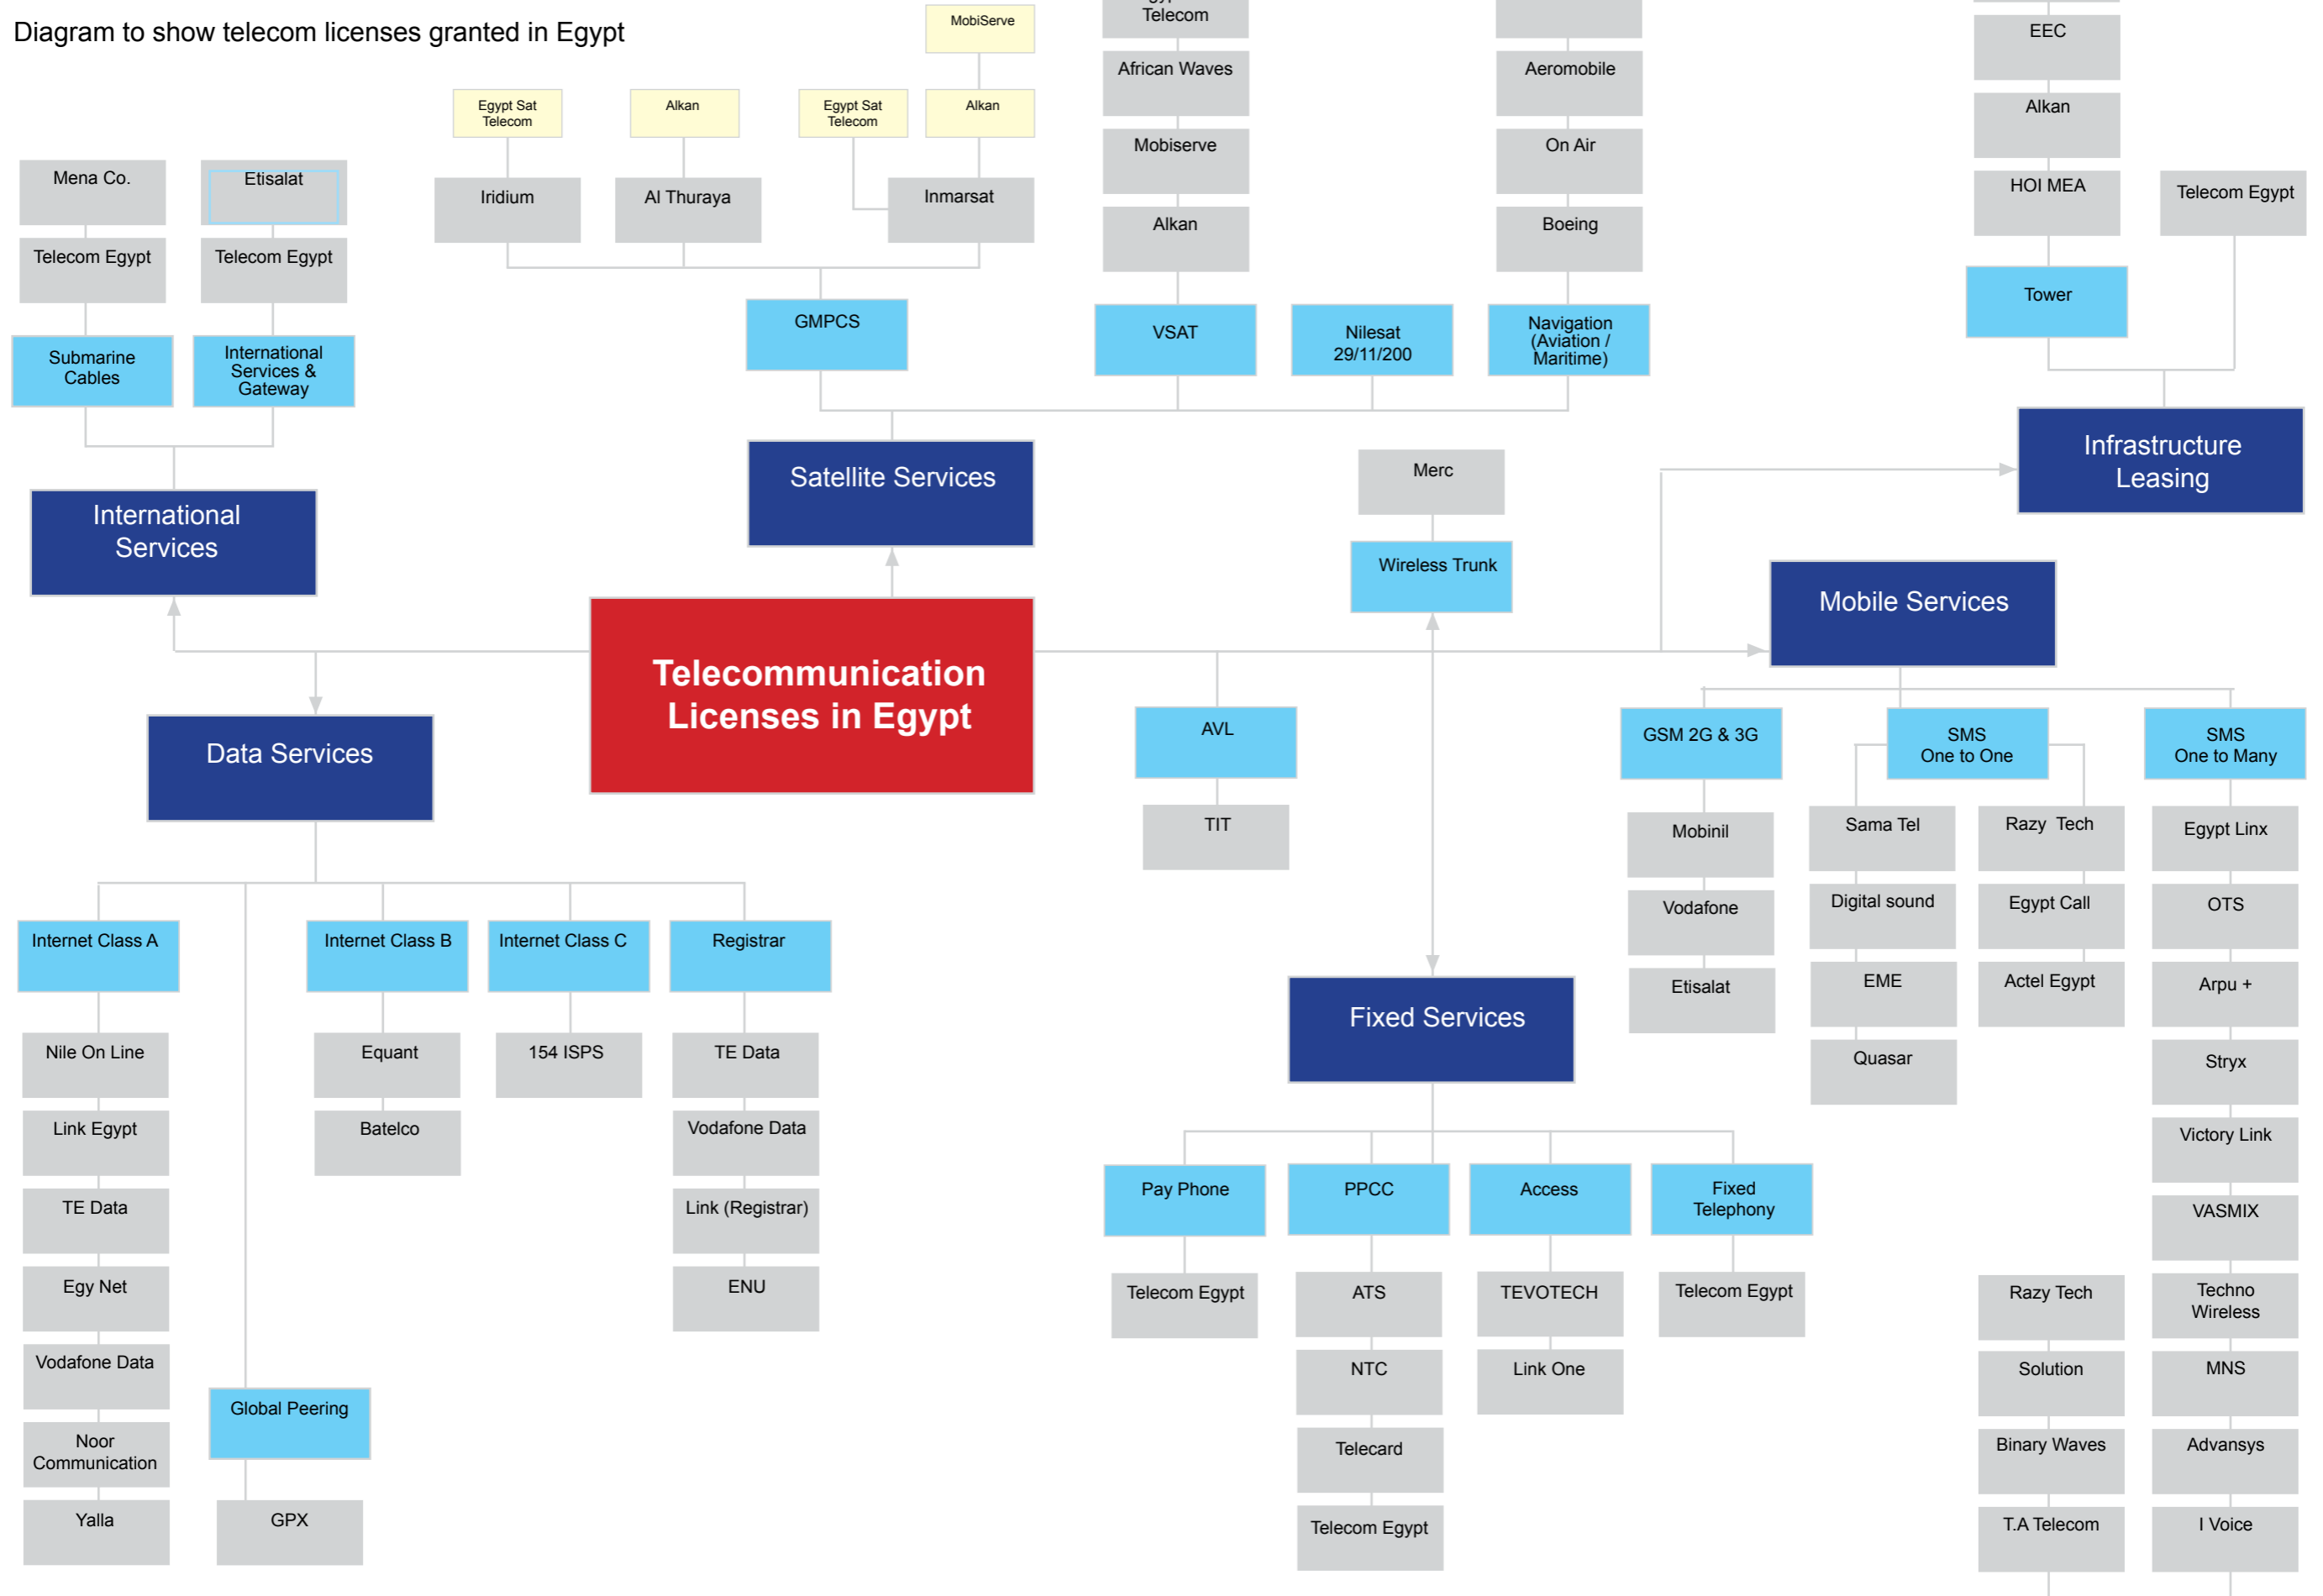 Diagram to show telecom licenses granted in Egypt
MobiServe
Egypt Sat
Telecom
Alkan
Egypt Sat
Telecom
Alkan
Iridium
Al Thuraya
Inmarsat
GMPCS
Telecom
African Waves
Mobiserve
Alkan
VSAT
Nilesat
29/11/200
Aeromobile
On Air
Boeing
Navigation
(Aviation /
Maritime)
Satellite Services
Mena Co.
Telecom Egypt
Submarine
Cables
Etisalat
Telecom Egypt
International
Services &
Gateway
International
Services
EEC
Alkan
HOI MEA
Tower
Telecom Egypt
Infrastructure
Leasing
Merc
Wireless Trunk
Telecommunication
Licenses in Egypt
AVL
TIT
Mobile Services
GSM 2G & 3G
Mobinil
Vodafone
Etisalat
SMS
One to One
Sama Tel
Digital sound
EME
Quasar
Razy Tech
Egypt Call
Actel Egypt
SMS
One to Many
Egypt Linx
OTS
Arpu +
Stryx
Victory Link
VASMIX
Techno
Wireless
MNS
Advansys
I Voice
Razy Tech
Solution
Binary Waves
T.A Telecom
Data Services
Internet Class A
Nile On Line
Link Egypt
TE Data
Egy Net
Vodafone Data
Noor
Communication
Yalla
Global Peering
GPX
Internet Class B
Equant
Batelco
Internet Class C
154 ISPS
Registrar
TE Data
Vodafone Data
Link (Registrar)
ENU
Fixed Services
Pay Phone
Telecom Egypt
PPCC
ATS
NTC
Telecard
Telecom Egypt
Access
TEVOTECH
Link One
Fixed
Telephony
Telecom Egypt